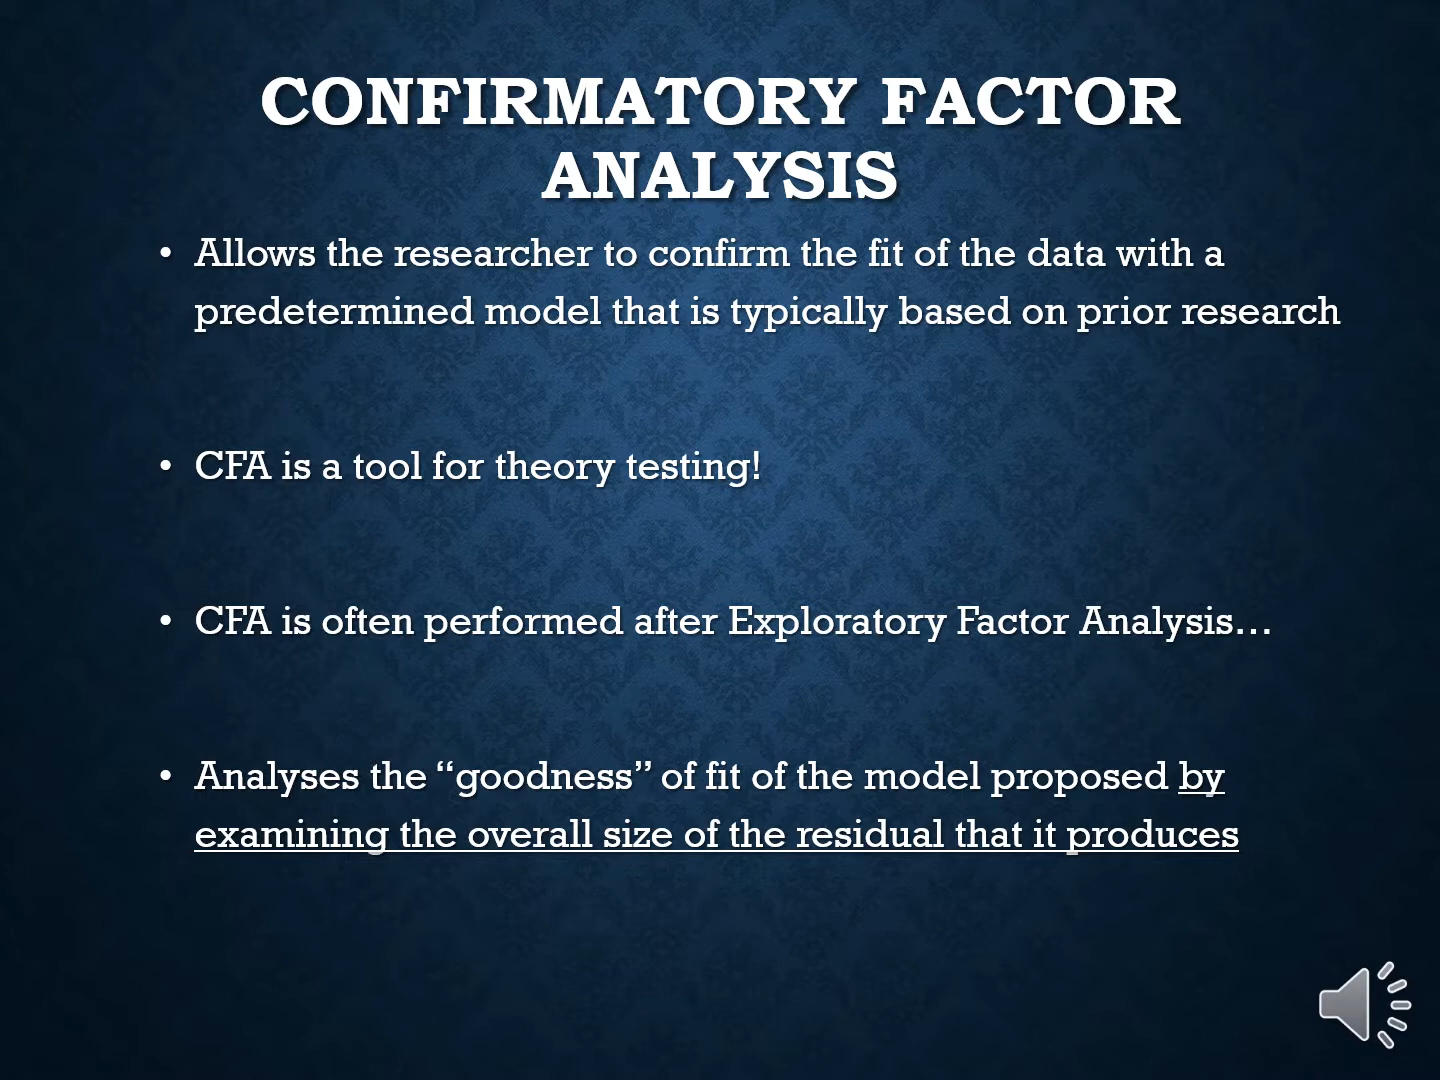 CONFIRMATORY FACTOR
ANALYSIS
• Allows the researcher to confirm the fit of the data with a
predetermined model that is typically based on prior research
• CFA is a tool for theory testing!
• CFA is often performed after Exploratory Factor Analysis…
• Analyses the “goodness” of fit of the model proposed by
examining the overall size of the residual that it produces